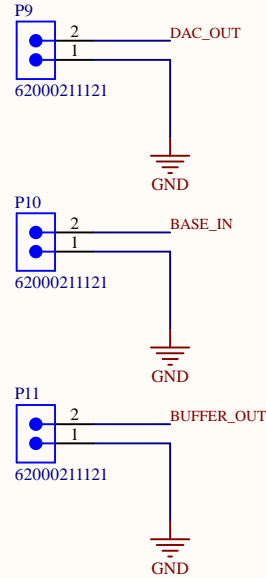 P9
2 DAC_OUT
1
62000211121
GND
P10
2 BASE_IN
1
62000211121
GND
P11
2 BUFFER_OUT
1
62000211121
GND